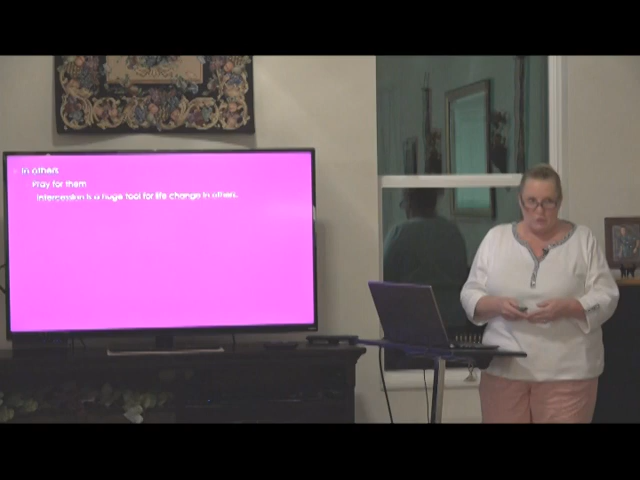 In others
Pray for them
Intercession is a huge tool for life change in others.